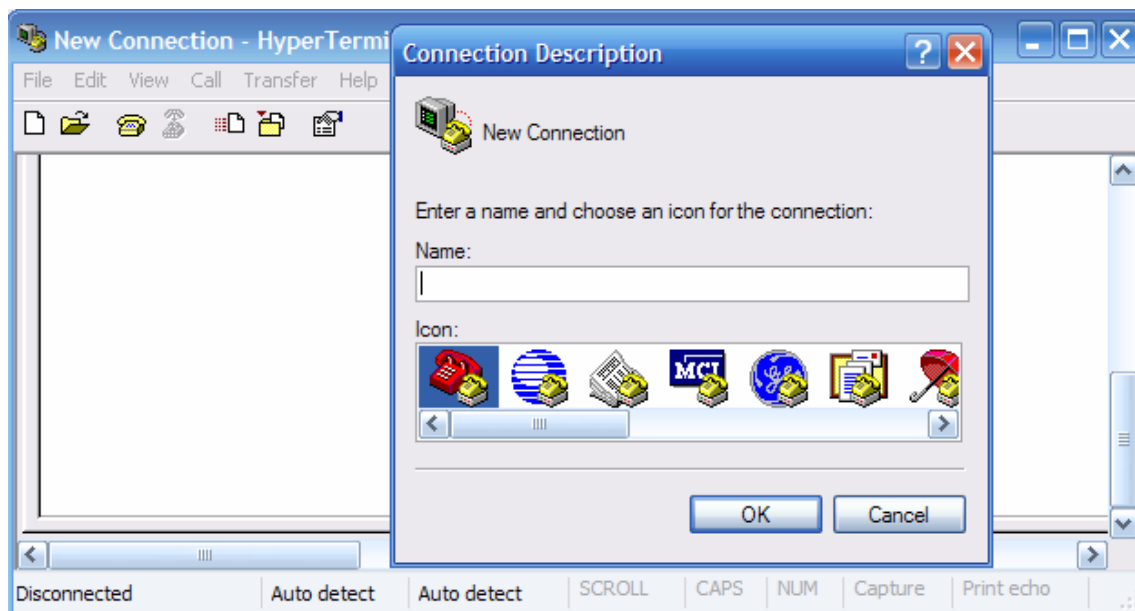 New Connection - HyperTermi
Connection Description
File Edit View Call Transfer Help
New Connection
Enter a name and choose an icon for the connection:
Name:
Icon:
MCI
OK Cancel
Disconnected Auto detect Auto detect SCROLL CAPS NUM Capture Print echo